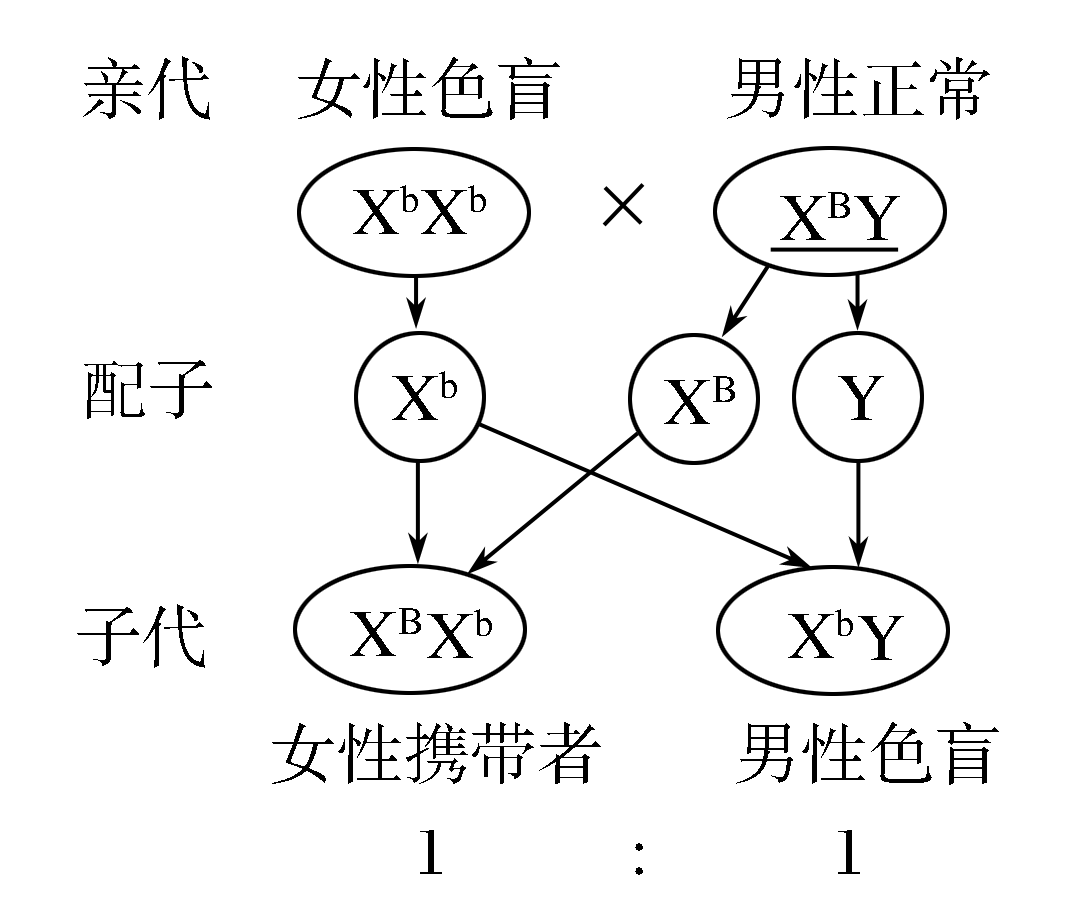 亲代 女性色盲 男性正常
XᵇXᵇ × XᴮY
配子 Xᵇ Xᴮ Y
子代 XᴮXᵇ XᵇY
女性携带者 男性色盲
1 : 1